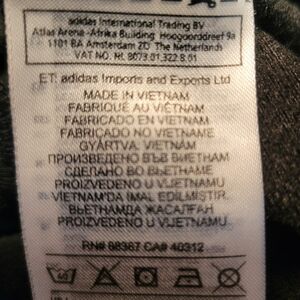 adidas International Trading BV
Atlas Arena -Afrika Building Hoogoorddreef 9a
1101 BA Amsterdam ZO The Netherlands
VAT NO. NL 8073.01.322.B.01
ET: adidas Imports and Exports Ltd
MADE IN VIETNAM
FABRIQUÉ AU VIÊTNAM
FABRICADO EN VIETNAM
FABRICADO NO VIETNAME
GYÁRTVA: VIETNAM
ПРОИЗВЕДЕНО ВЪВ ВИЕТНАМ
СДЕЛАНО ВО ВЬЕТНАМЕ
PROIZVEDENO U VIJETNAMU
VIETNAM'DA İMAL EDİLMİŞTİR.
ВЬЕТНАМДА ЖАСАЛҒАН
PROIZVEDENO U VIJETNAMU
RN# 88387 CA# 40312